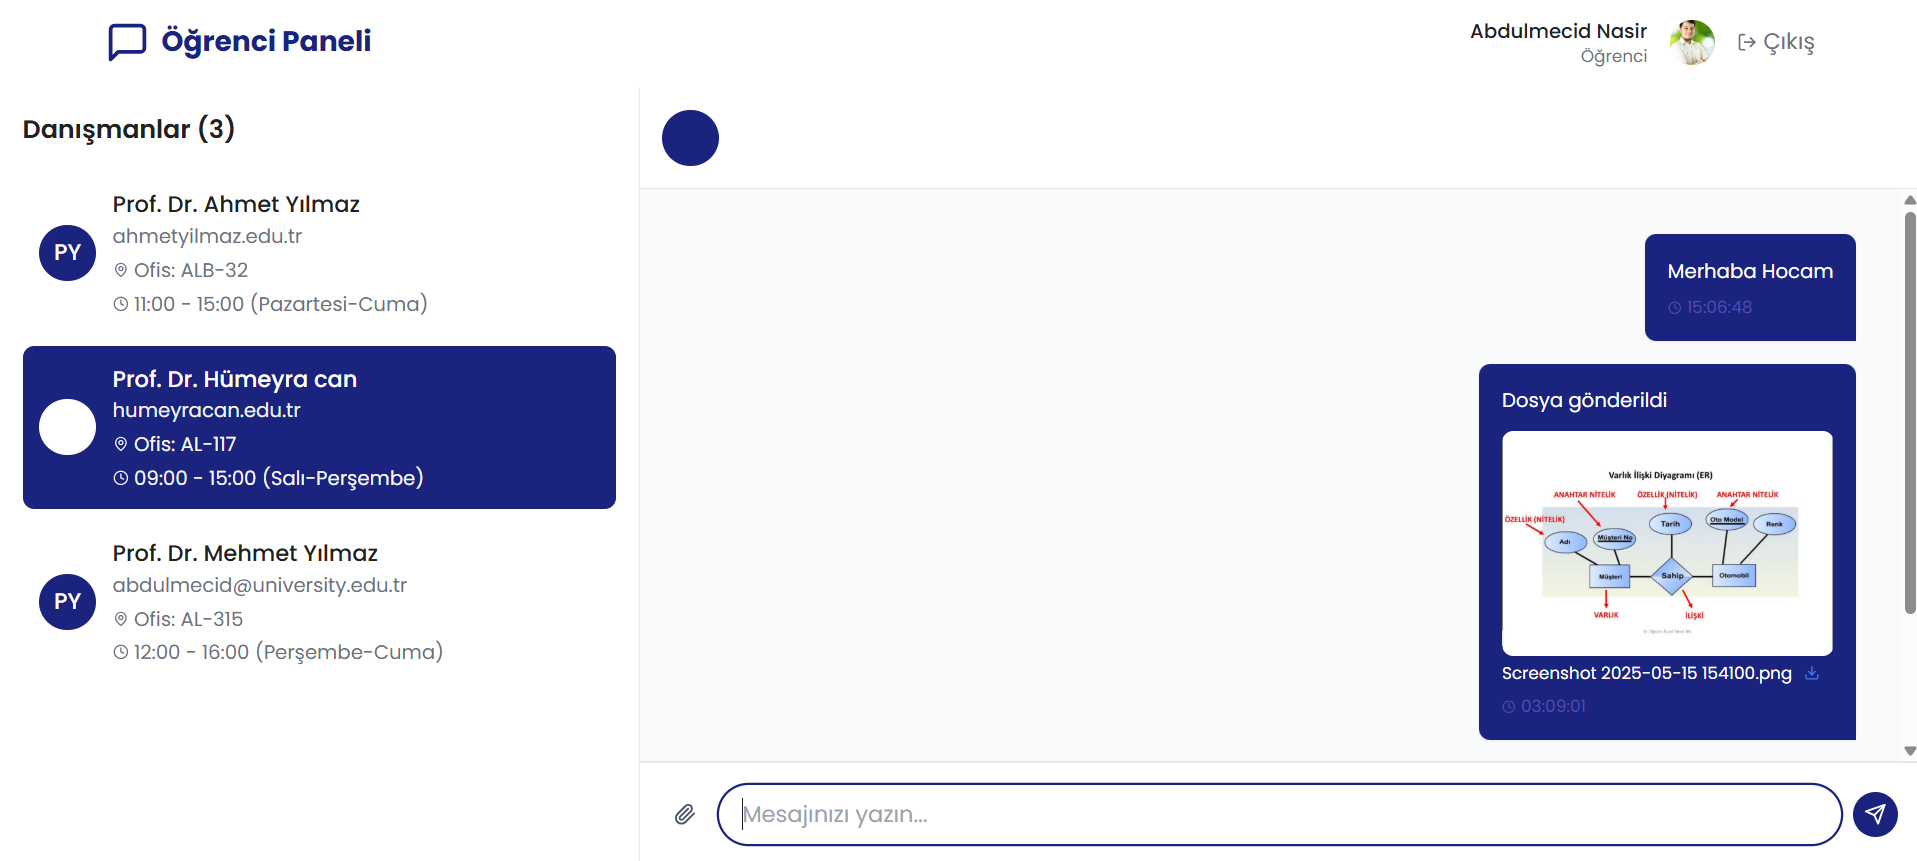 Öğrenci Paneli
Abdulmecid Nasir
Öğrenci
Çıkış
Danışmanlar (3)
PY
Prof. Dr. Ahmet Yılmaz
ahmetyilmaz.edu.tr
Ofis: ALB-32
11:00 - 15:00 (Pazartesi-Cuma)
Prof. Dr. Hümeyra can
humeyracan.edu.tr
Ofis: AL-117
09:00 - 15:00 (Salı-Perşembe)
PY
Prof. Dr. Mehmet Yılmaz
abdulmecid@university.edu.tr
Ofis: AL-315
12:00 - 16:00 (Perşembe-Cuma)
Merhaba Hocam
15:06:48
Dosya gönderildi
Varlık İlişki Diyagramı (ER)
ANAHTAR NİTELİK
ÖZELLİK (NİTELİK)
ANAHTAR NİTELİK
ÖZELLİK (NİTELİK)
Adı
Müşteri No
Tarih
Oto Model
Renk
Müşteri
Sahip
Otomobil
VARLIK
İLİŞKİ
Screenshot 2025-05-15 154100.png
03:09:01
Mesajınızı yazın...